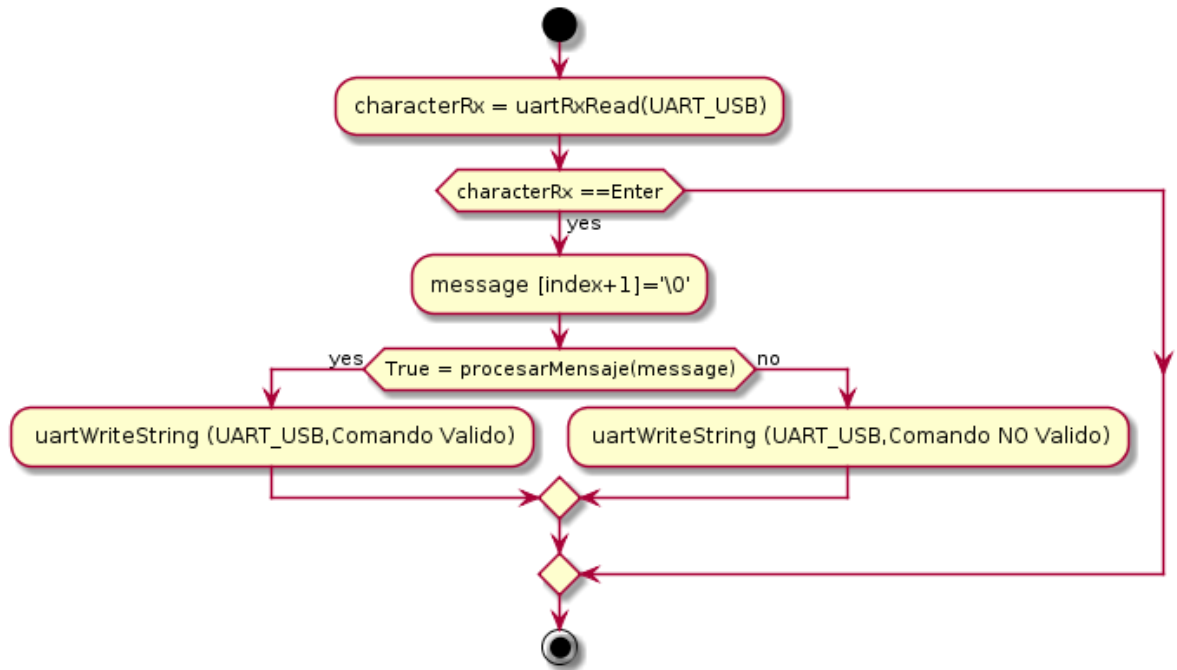 characterRx = uartRxRead(UART_USB)
characterRx ==Enter
yes
message [index+1]='\0'
yes
True = procesarMensaje(message)
no
uartWriteString (UART_USB,Comando Valido)
uartWriteString (UART_USB,Comando NO Valido)